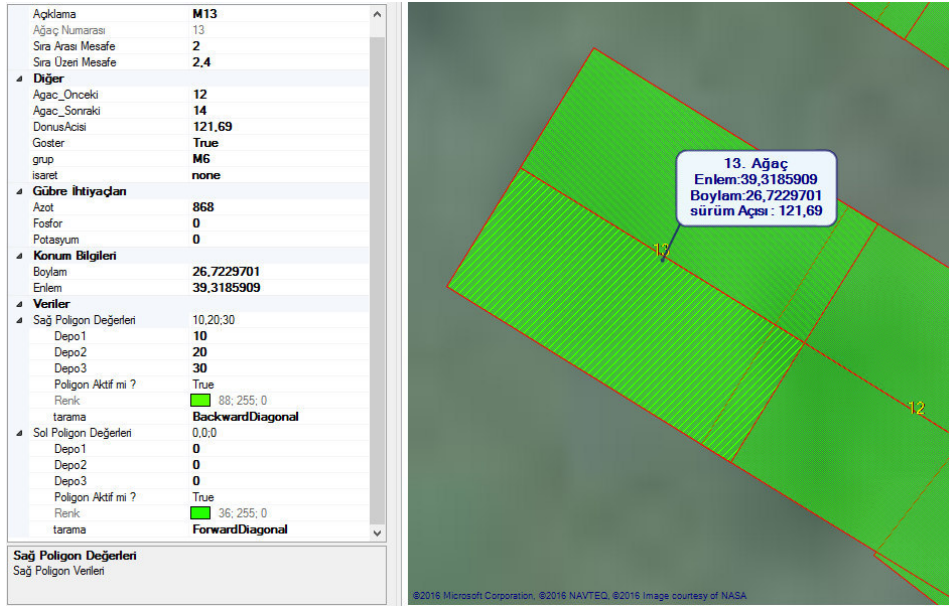 Açıklama M13
Ağaç Numarası 13
Sıra Arası Mesafe 2
Sıra Üzeri Mesafe 2,4
Diğer
Agac_Onceki 12
Agac_Sonraki 14
DonusAcisi 121,69
Goster True
grup M6
isaret none
Gübre İhtiyaçları
Azot 868
Fosfor 0
Potasyum 0
Konum Bilgileri
Boylam 26,7229701
Enlem 39,3185909
Veriler
Sağ Poligon Değerleri 10,20;30
Depo1 10
Depo2 20
Depo3 30
Poligon Aktif mi ? True
Renk 88; 255; 0
tarama BackwardDiagonal
Sol Poligon Değerleri 0,0;0
Depo1 0
Depo2 0
Depo3 0
Poligon Aktif mi ? True
Renk 36; 255; 0
tarama ForwardDiagonal
Sağ Poligon Değerleri
Sağ Poligon Verileri
13. Ağaç
Enlem:39,3185909
Boylam:26,7229701
sürüm Açısı : 121,69
13
12
©2016 Microsoft Corporation, ©2016 NAVTEQ, ©2016 Image courtesy of NASA